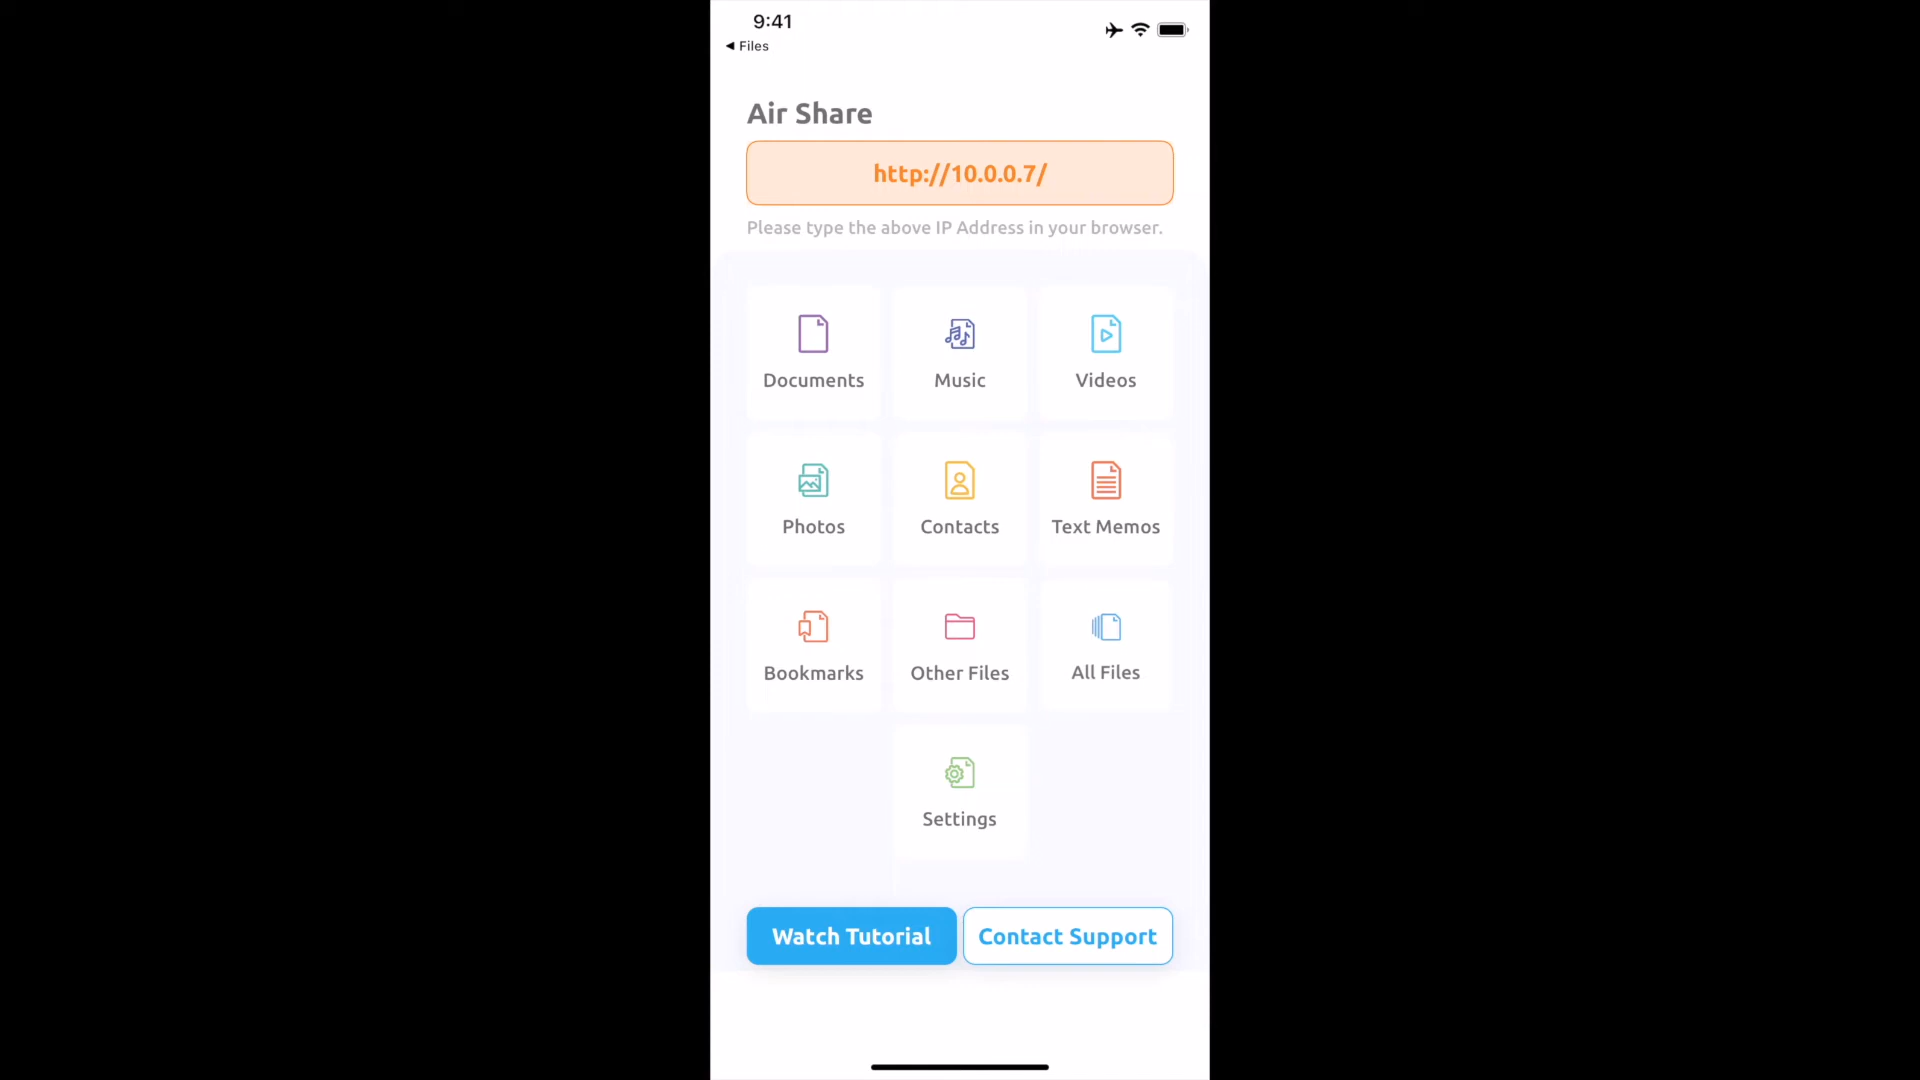 9:41
◀ Files
Air Share
http://10.0.0.7/
Please type the above IP Address in your browser.
Documents
Music
Videos
Photos
Contacts
Text Memos
Bookmarks
Other Files
All Files
Settings
Watch Tutorial
Contact Support